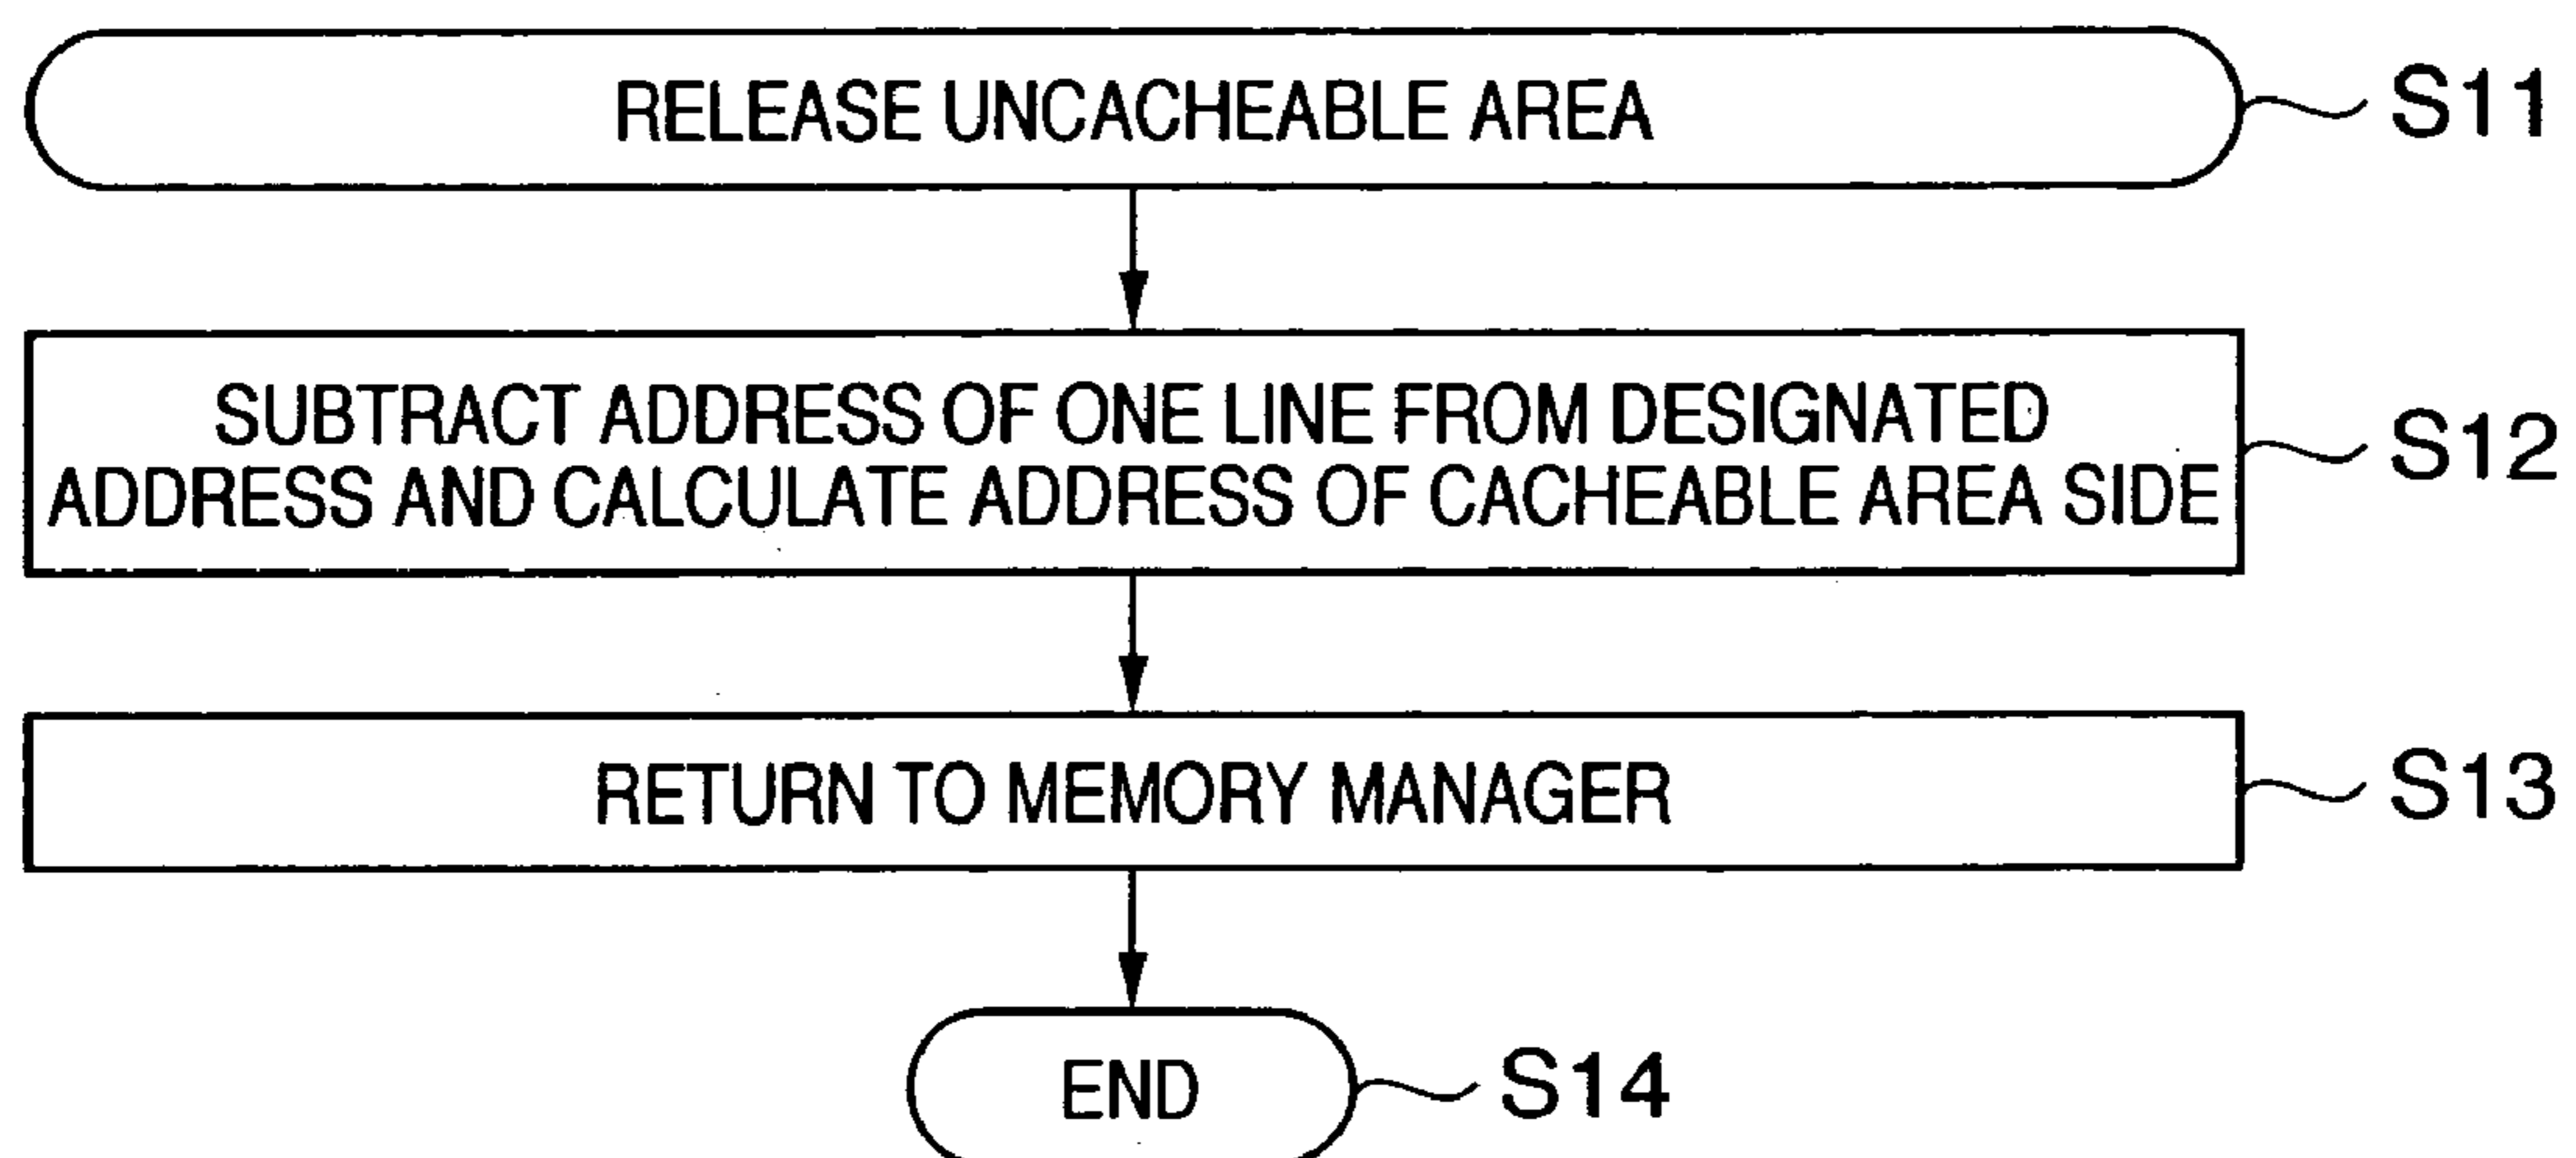 RELEASE UNCACHEABLE AREA
S11
SUBTRACT ADDRESS OF ONE LINE FROM DESIGNATED
ADDRESS AND CALCULATE ADDRESS OF CACHEABLE AREA SIDE
S12
RETURN TO MEMORY MANAGER
S13
END
S14